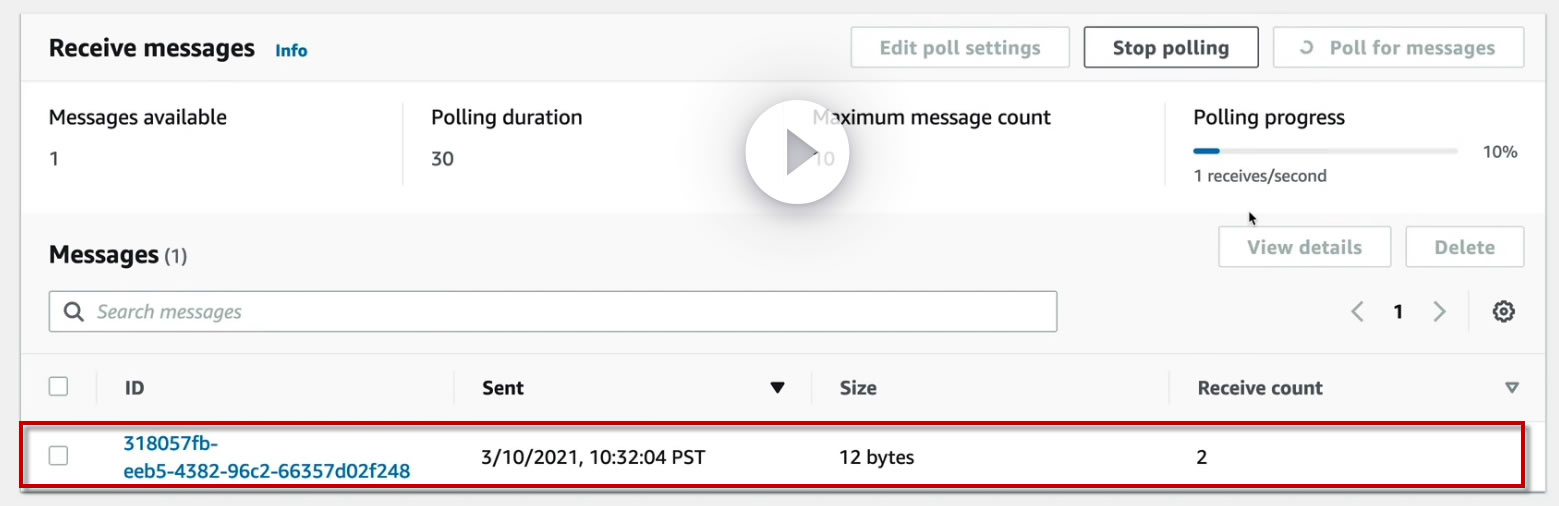 Receive messages Info Edit poll settings Stop polling Poll for messages
Messages available Polling duration Maximum message count Polling progress
1 30 10 10%
1 receives/second
Messages (1) View details Delete
Search messages 1
ID Sent Size Receive count
318057fb-
eeb5-4382-96c2-66357d02f248 3/10/2021, 10:32:04 PST 12 bytes 2